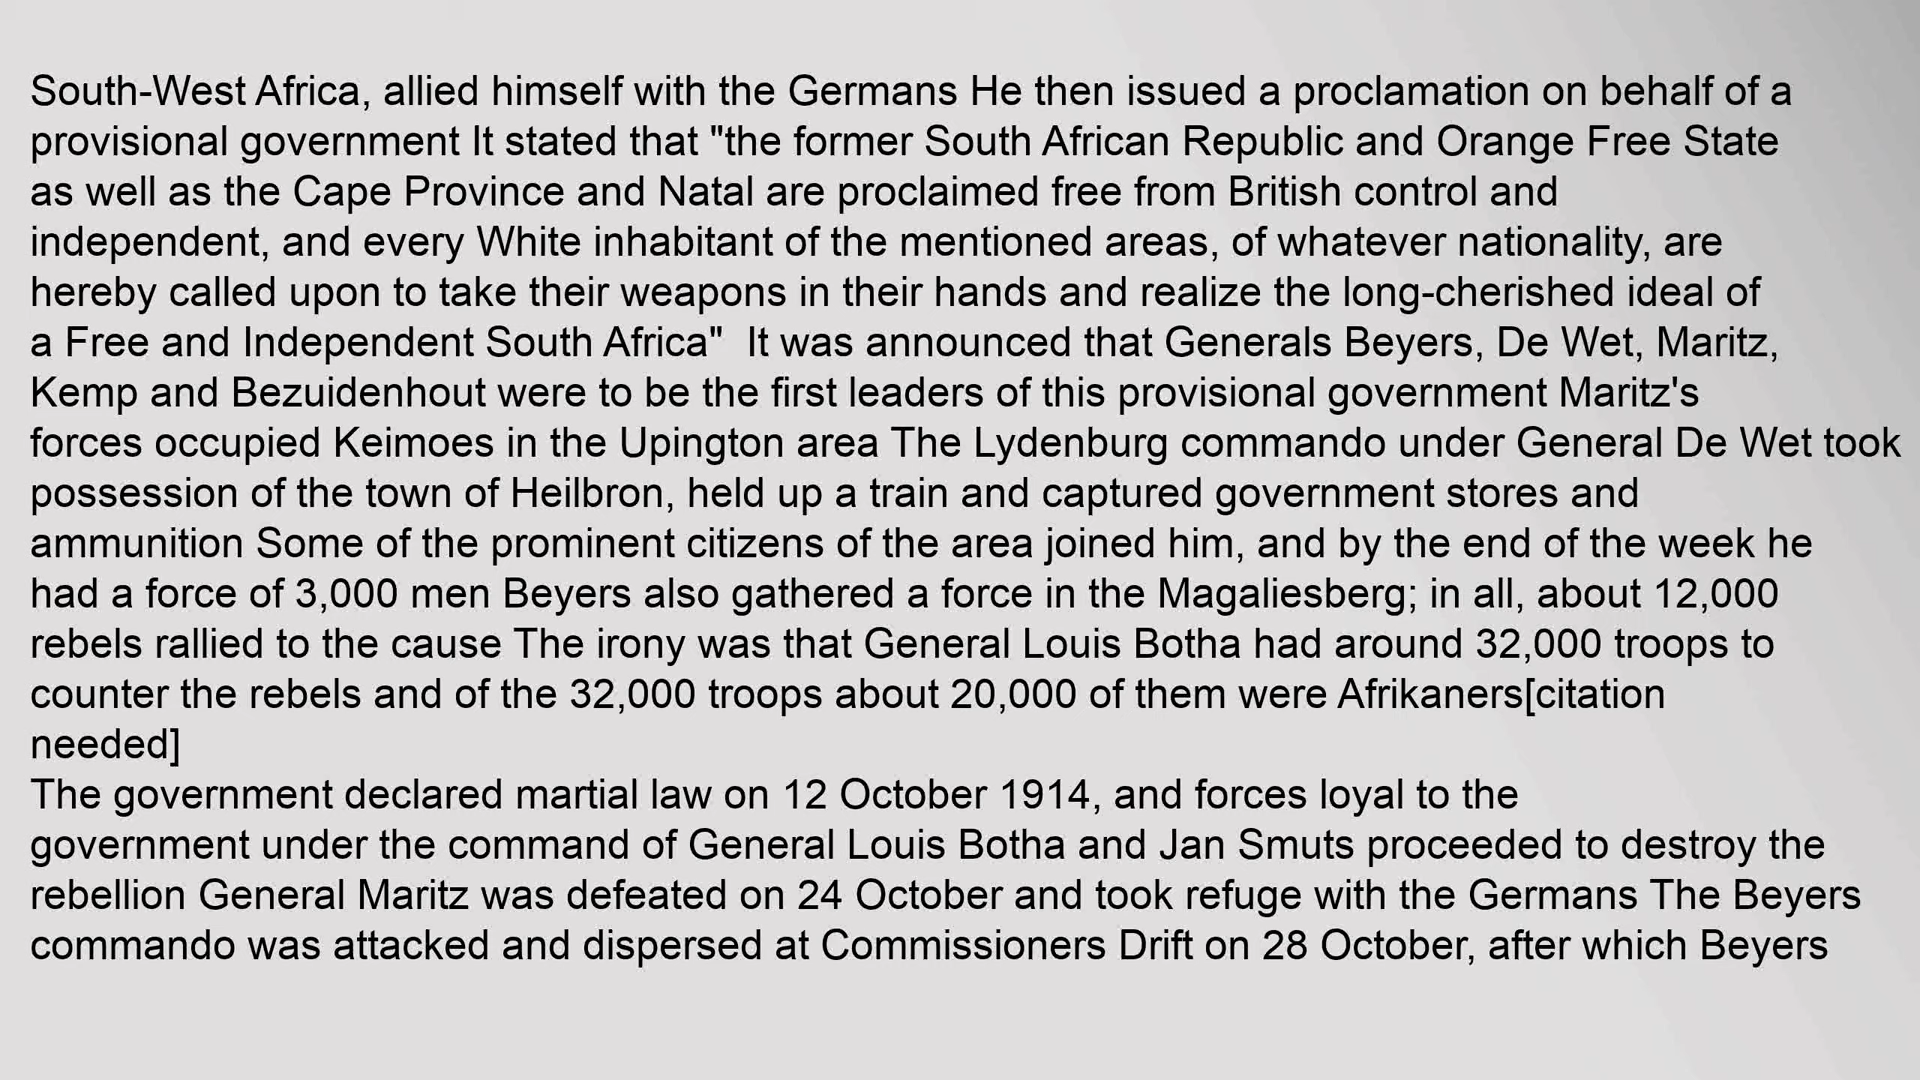 South-West Africa, allied himself with the Germans He then issued a proclamation on behalf of a
provisional government It stated that "the former South African Republic and Orange Free State
as well as the Cape Province and Natal are proclaimed free from British control and
independent, and every White inhabitant of the mentioned areas, of whatever nationality, are
hereby called upon to take their weapons in their hands and realize the long-cherished ideal of
a Free and Independent South Africa"  It was announced that Generals Beyers, De Wet, Maritz,
Kemp and Bezuidenhout were to be the first leaders of this provisional government Maritz's
forces occupied Keimoes in the Upington area The Lydenburg commando under General De Wet took
possession of the town of Heilbron, held up a train and captured government stores and
ammunition Some of the prominent citizens of the area joined him, and by the end of the week he
had a force of 3,000 men Beyers also gathered a force in the Magaliesberg; in all, about 12,000
rebels rallied to the cause The irony was that General Louis Botha had around 32,000 troops to
counter the rebels and of the 32,000 troops about 20,000 of them were Afrikaners[citation
needed]
The government declared martial law on 12 October 1914, and forces loyal to the
government under the command of General Louis Botha and Jan Smuts proceeded to destroy the
rebellion General Maritz was defeated on 24 October and took refuge with the Germans The Beyers
commando was attacked and dispersed at Commissioners Drift on 28 October, after which Beyers